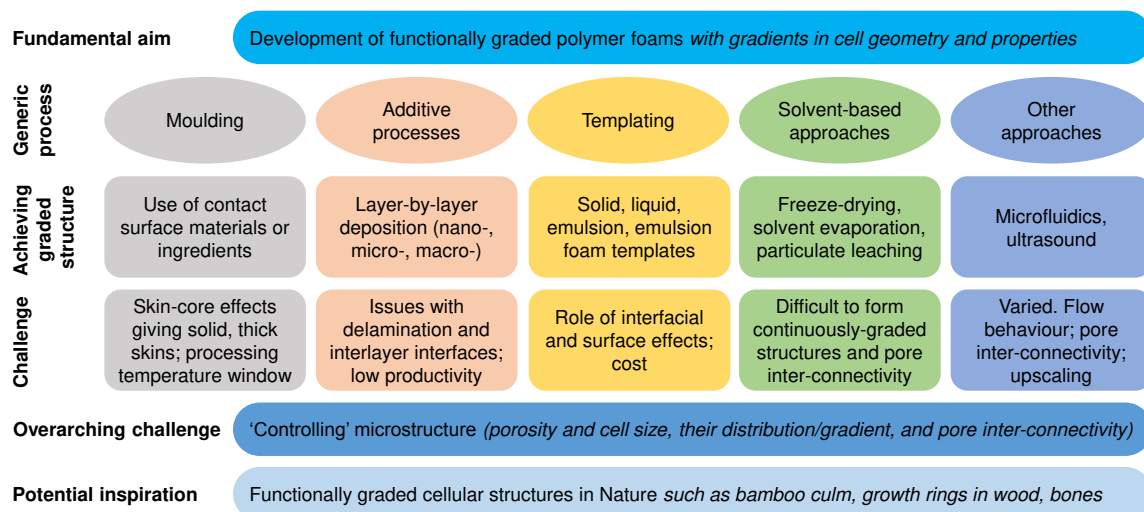 Fundamental aim
Development of functionally graded polymer foams with gradients in cell geometry and properties
Generic
process
Moulding
Additive
processes
Templating
Solvent-based
approaches
Other
approaches
Achieving
graded
structure
Use of contact
surface materials or
ingredients
Layer-by-layer
deposition (nano-,
micro-, macro-)
Solid, liquid,
emulsion, emulsion
foam templates
Freeze-drying,
solvent evaporation,
particulate leaching
Microfluidics,
ultrasound
Challenge
Skin-core effects
giving solid, thick
skins; processing
temperature window
Issues with
delamination and
interlayer interfaces;
low productivity
Role of interfacial
and surface effects;
cost
Difficult to form
continuously-graded
structures and pore
inter-connectivity
Varied. Flow
behaviour; pore
inter-connectivity;
upscaling
Overarching challenge
‘Controlling’ microstructure (porosity and cell size, their distribution/gradient, and pore inter-connectivity)
Potential inspiration
Functionally graded cellular structures in Nature such as bamboo culm, growth rings in wood, bones